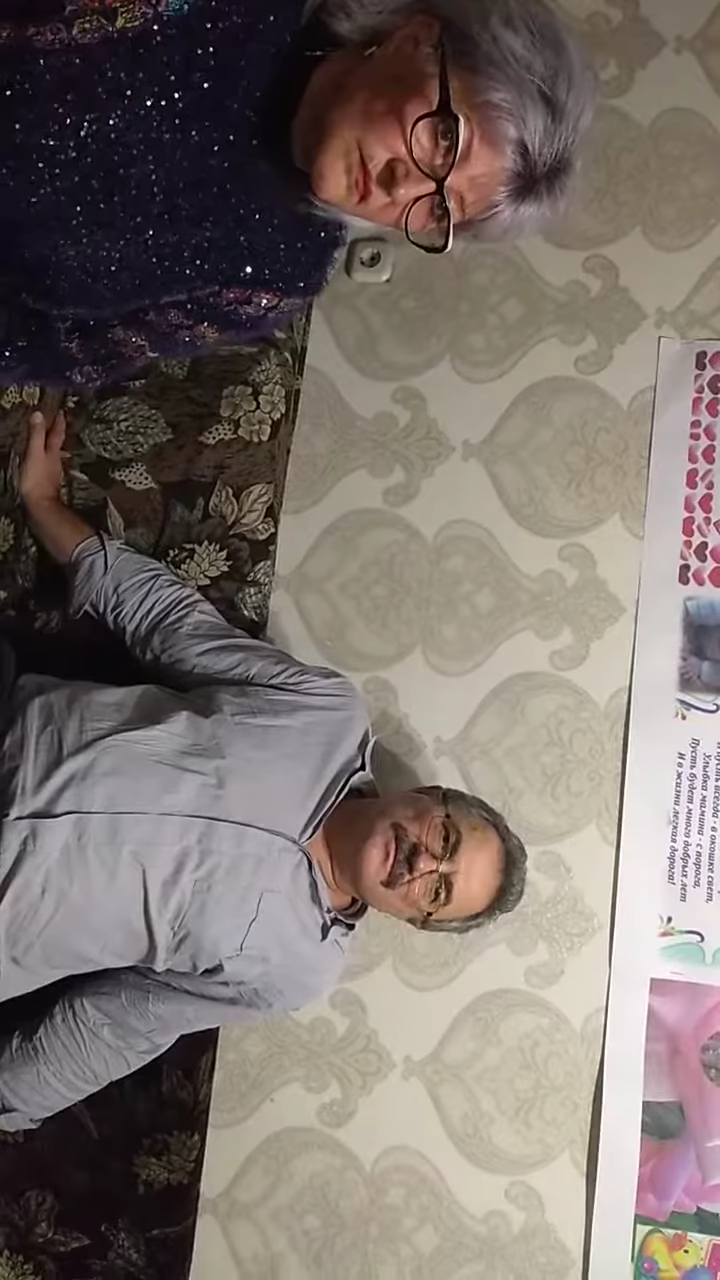 Пусть всегда - в окошке свет,
Улыбка мамина - с порога,
Пусть будет много добрых лет
И в жизни легкая дорога!